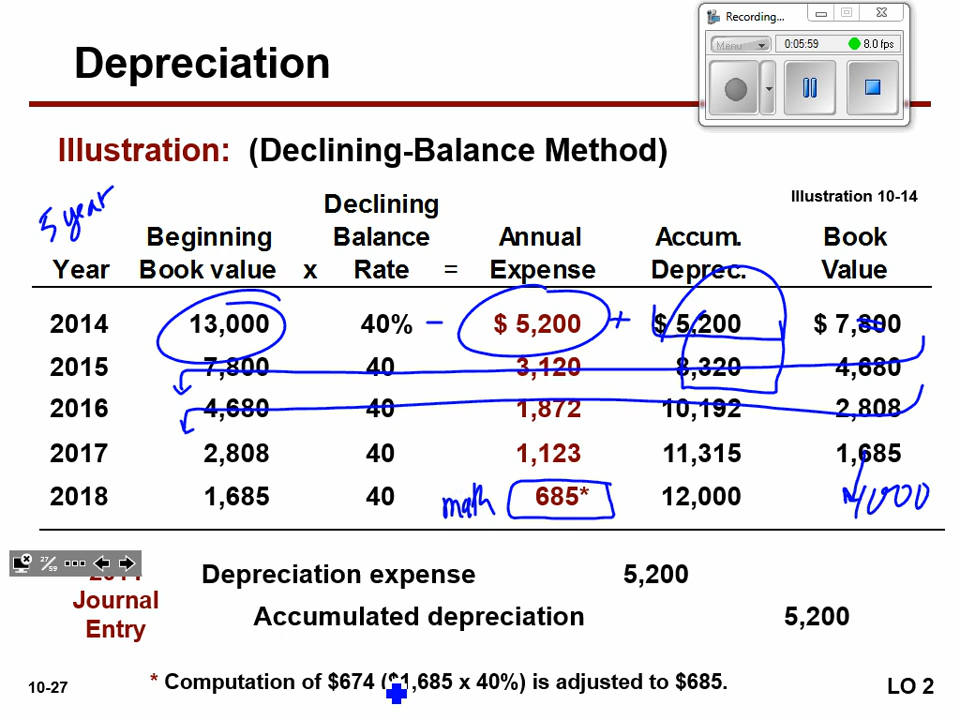 Recording...
Menu 0:05:59 8.0 fps
Depreciation
Illustration: (Declining-Balance Method)
Illustration 10-14
5 year
Declining
Beginning Balance Annual Accum. Book
Year Book value x Rate = Expense Deprec. Value
2014 13,000 40% - $ 5,200 + $ 5,200 $ 7,800
2015 7,800 40 3,120 8,320 4,680
2016 4,680 40 1,872 10,192 2,808
2017 2,808 40 1,123 11,315 1,685
2018 1,685 40 math 685* 12,000 1000
27/59
Depreciation expense 5,200
Journal
Entry
Accumulated depreciation 5,200
* Computation of $674 ($1,685 x 40%) is adjusted to $685.
10-27 LO 2